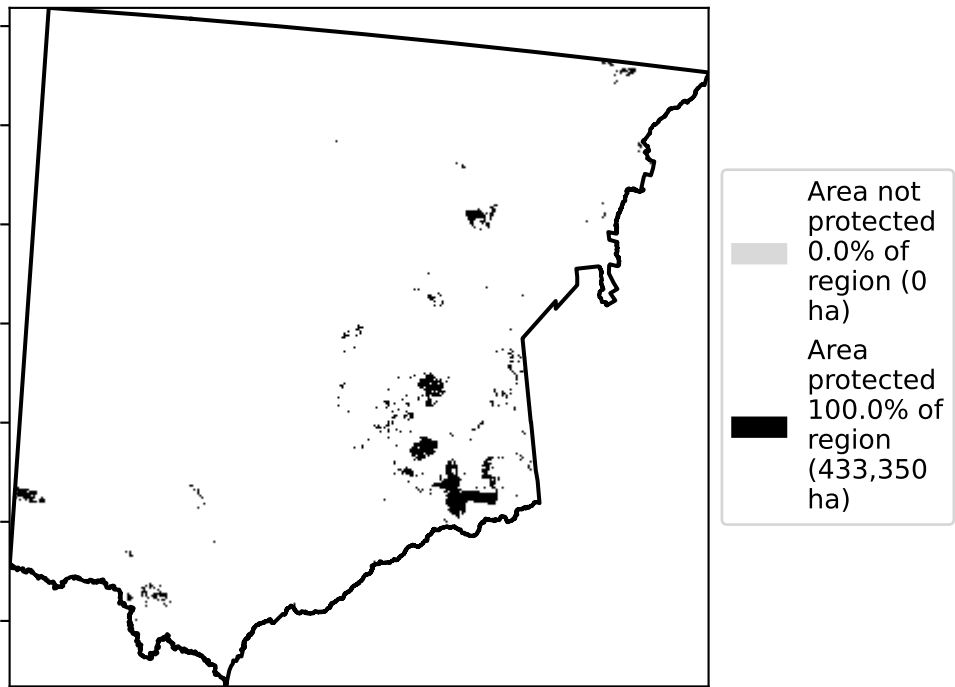 Area not
protected
0.0% of
region (0
ha)
Area
protected
100.0% of
region
(433,350
ha)